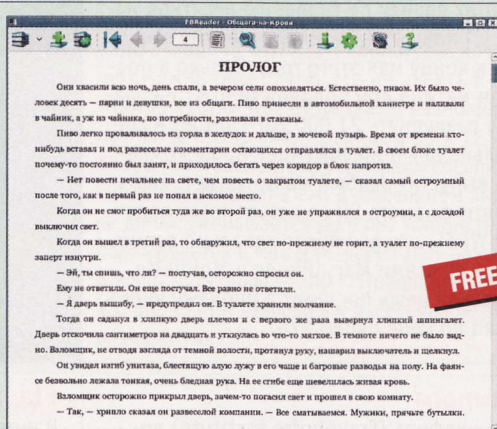 FBReader - Общага-на-Крови
4
ПРОЛОГ
Они квасили всю ночь, день спали, а вечером сели опохмеляться. Естественно, пивом. Их было че-
ловек десять — парни и девушки, все из общаги. Пиво принесли в автомобильной канистре и наливали
в чайник, а уж из чайника, по потребности, разливали в стаканы.
Пиво легко проваливалось из горла в желудок и дальше, в мочевой пузырь. Время от времени кто-
нибудь вставал и под развеселые комментарии остающихся отправлялся в туалет. В своем блоке туалет
почему-то постоянно был занят, и приходилось бегать через коридор в блок напротив.
— Нет повести печальнее на свете, чем повесть о закрытом туалете, — сказал самый остроумный
после того, как в первый раз не попал в искомое место.
Когда он не смог пробиться туда же во второй раз, он уже не упражнялся в остроумии, а с досадой
выключил свет.
Когда он вышел в третий раз, то обнаружил, что свет по-прежнему не горит, а туалет по-прежнему
заперт изнутри.
— Эй, ты спишь, что ли? — постучав, осторожно спросил он.
Ему не ответили. Он еще постучал. Все равно не ответили.
— Я дверь вышибу, — предупредил он. В туалете хранили молчание.
Тогда он саданул в хлипкую дверь плечом и с первого же раза вывернул хлипкий шпингалет.
Дверь отскочила сантиметров на двадцать и уткнулась во что-то мягкое. В темноте ничего не было вид-
но. Взломщик, не отводя взгляда от темной полости, протянул руку, нашарил выключатель и щелкнул.
Он увидел изгиб унитаза, блестящую алую лужу в его чаше и багровые разводья на полу. На фаян-
се безвольно лежала тонкая, очень бледная рука. На ее сгибе еще шевелилась живая кровь.
Взломщик осторожно прикрыл дверь, зачем-то погасил свет и прошел в свою комнату.
— Так, — хрипло сказал он развеселой компании. — Все сматываемся. Мужики, прячьте бутылки.
FREE